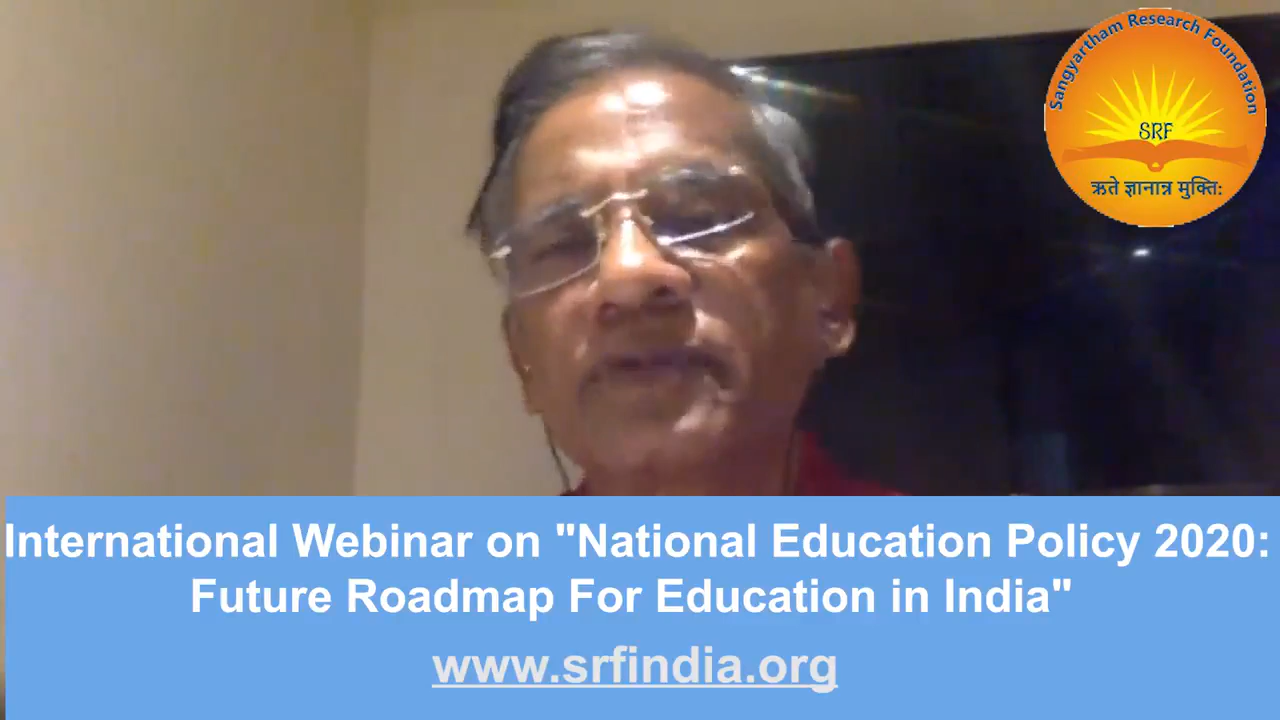 Sangyartham Research Foundation
SRF
ऋते ज्ञानान्न मुक्ति:
International Webinar on "National Education Policy 2020:
Future Roadmap For Education in India"
www.srfindia.org